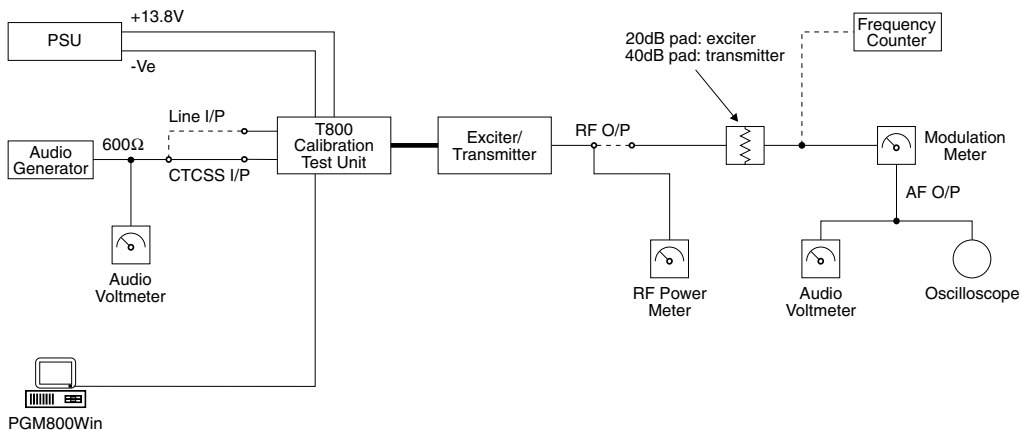 +13.8V
PSU
-Ve
20dB pad: exciter
40dB pad: transmitter
Frequency
Counter
Line I/P
T800
Calibration
Test Unit
Exciter/
Transmitter
RF O/P
Audio
Generator
600Ω
CTCSS I/P
Modulation
Meter
AF O/P
Audio
Voltmeter
RF Power
Meter
Audio
Voltmeter
Oscilloscope
PGM800Win